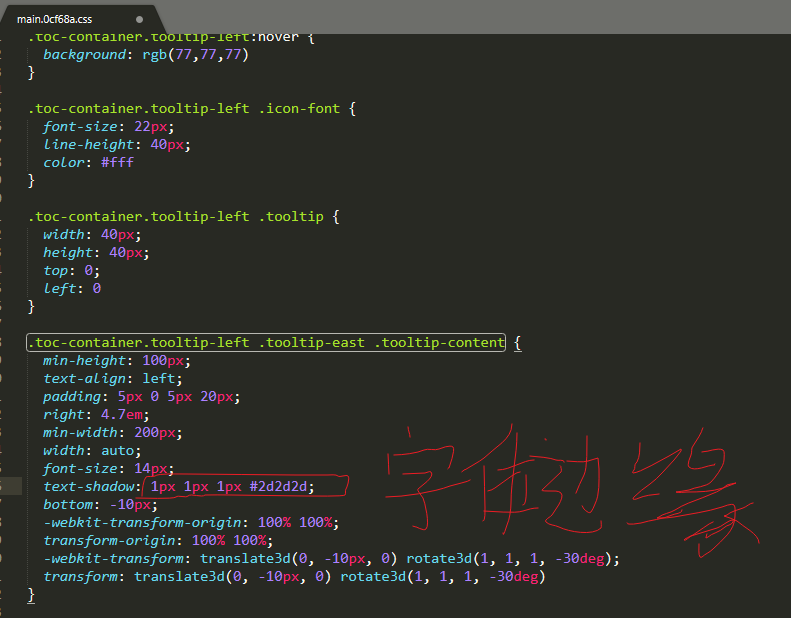 main.0cf68a.css
.toc-container.tooltip-left:hover {
background: rgb(77,77,77)
}
.toc-container.tooltip-left .icon-font {
font-size: 22px;
line-height: 40px;
color: #fff
}
.toc-container.tooltip-left .tooltip {
width: 40px;
height: 40px;
top: 0;
left: 0
}
.toc-container.tooltip-left .tooltip-east .tooltip-content {
min-height: 100px;
text-align: left;
padding: 5px 0 5px 20px;
right: 4.7em;
min-width: 200px;
width: auto;
font-size: 14px;
text-shadow: 1px 1px 1px #2d2d2d;
bottom: -10px;
-webkit-transform-origin: 100% 100%;
transform-origin: 100% 100%;
-webkit-transform: translate3d(0, -10px, 0) rotate3d(1, 1, 1, -30deg);
transform: translate3d(0, -10px, 0) rotate3d(1, 1, 1, -30deg)
}